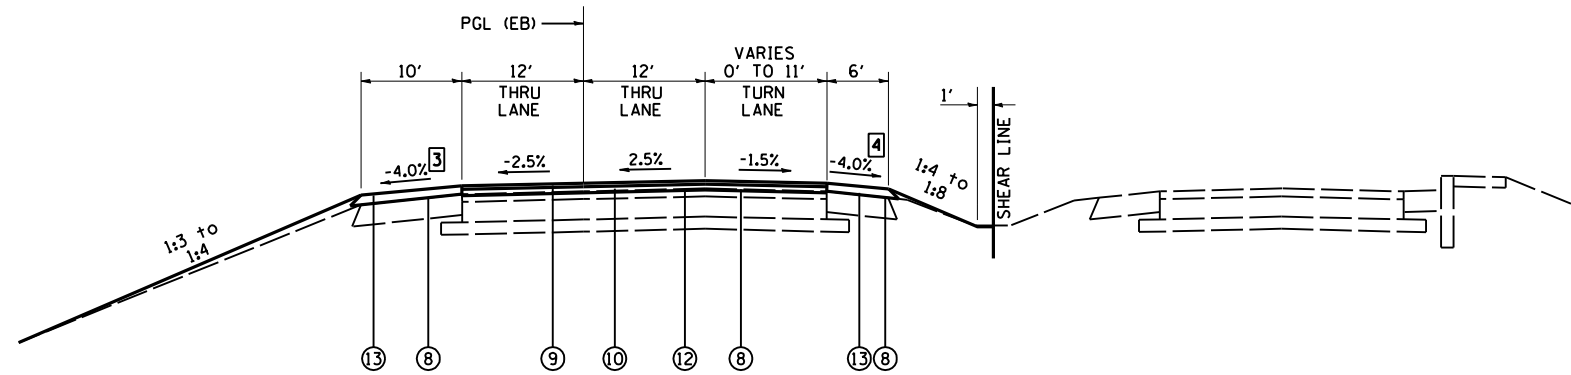 PGL (EB)
VARIES
10' 12' 12' 0' TO 11' 6'
THRU LANE
THRU LANE
TURN LANE
1'
SHEAR LINE
-4.0% 3
-2.5%
2.5%
-1.5%
-4.0% 4
1:4 to
1:8
1:3 to
1:4
13 8 9 10 12 8 13 8